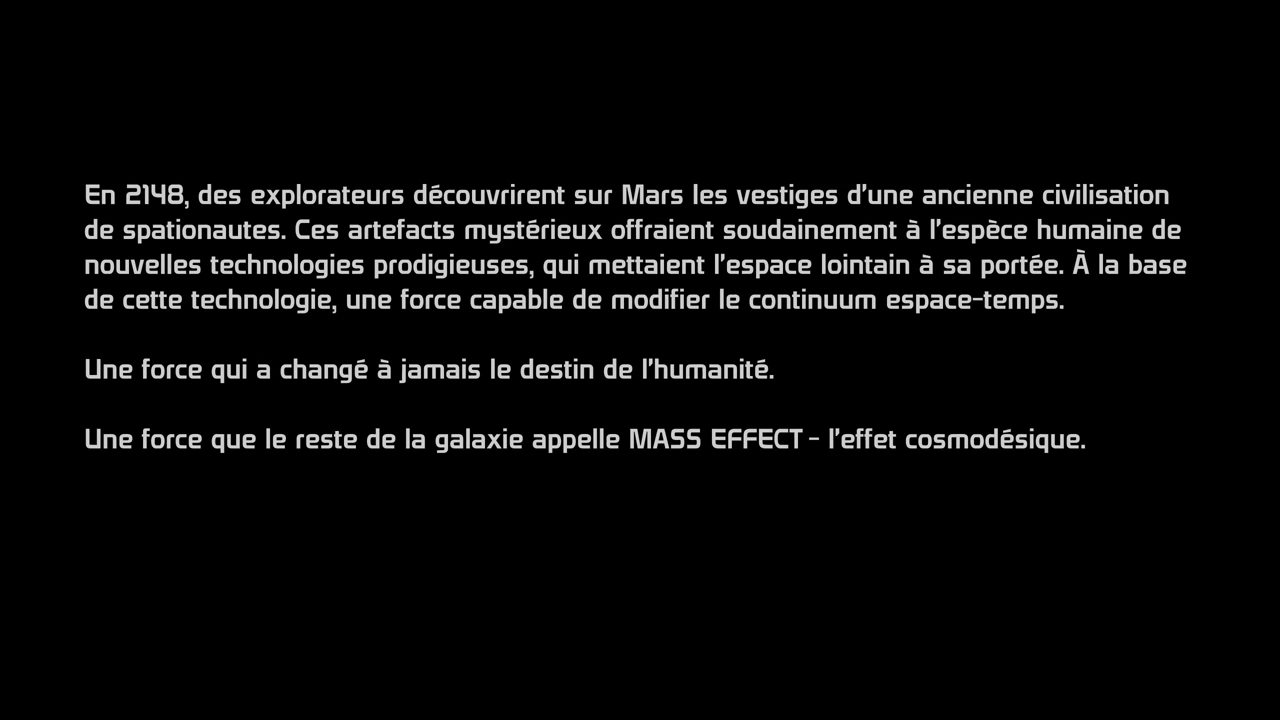 En 2148, des explorateurs découvrirent sur Mars les vestiges d'une ancienne civilisation
de spationautes. Ces artefacts mystérieux offraient soudainement à l'espèce humaine de
nouvelles technologies prodigieuses, qui mettaient l'espace lointain à sa portée. À la base
de cette technologie, une force capable de modifier le continuum espace-temps.
Une force qui a changé à jamais le destin de l'humanité.
Une force que le reste de la galaxie appelle MASS EFFECT - l'effet cosmodésique.